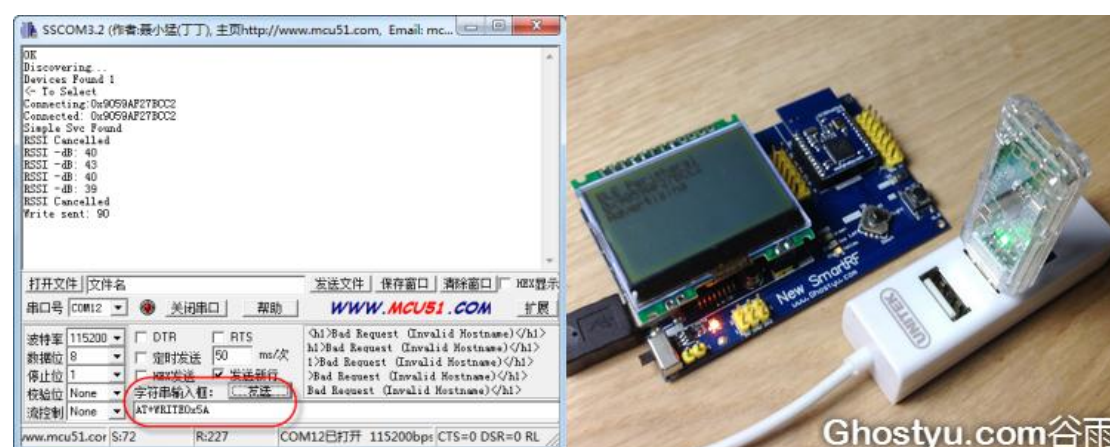 SSCOM3.2 (作者:聂小猛(丁丁), 主页http://www.mcu51.com, Email: mc...
OK
Discovering...
Devices Found 1
<- To Select
Connecting:0x9059AF27BCC2
Connected: 0x9059AF27BCC2
Simple Svc Found
RSSI Cancelled
RSSI -dB: 40
RSSI -dB: 43
RSSI -dB: 40
RSSI -dB: 39
RSSI Cancelled
Write sent: 90
打开文件 文件名 发送文件 保存窗口 清除窗口 HEX显示
串口号 COM12 关闭串口 帮助 WWW.MCU51.COM 扩展
波特率 115200 DTR RTS
数据位 8 定时发送 50 ms/次
停止位 1 HEX发送 发送新行
校验位 None 字符串输入框: 发送
流控制 None AT+WRITE0x5A
<h1>Bad Request (Invalid Hostname)</h1>
h1>Bad Request (Invalid Hostname)</h1>
1>Bad Request (Invalid Hostname)</h1>
>Bad Request (Invalid Hostname)</h1>
Bad Request (Invalid Hostname)</h1>
www.mcu51.cor S:72 R:227 COM12已打开 115200bps CTS=0 DSR=0 RL
New SmartRF
www.Ghostyu.com
UNITEK
Ghostyu.com谷雨